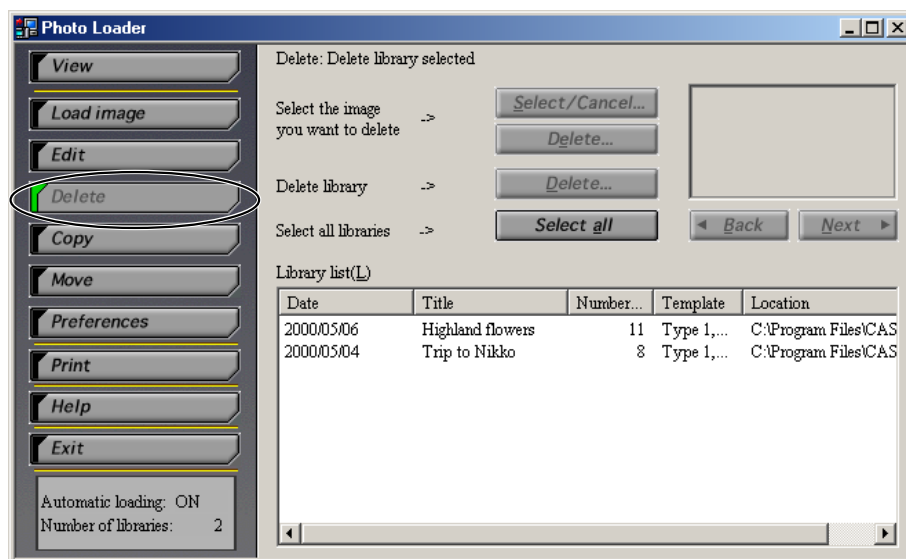 Photo Loader
View
Load image
Edit
Delete
Copy
Move
Preferences
Print
Help
Exit
Automatic loading: ON
Number of libraries: 2
Delete: Delete library selected
Select the image
you want to delete
->
Select/Cancel...
Delete...
Delete library -> Delete...
Select all libraries -> Select all
Back Next
Library list(L)
Date Title Number... Template Location
2000/05/06 Highland flowers 11 Type 1,... C:\Program Files\CAS
2000/05/04 Trip to Nikko 8 Type 1,... C:\Program Files\CAS